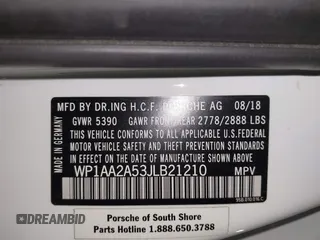 MADE IN GERMANY
MFD BY DR.ING H.C.F. PORSCHE AG 08/18
GVWR 5390 GAWR FRONT/REAR 2778/2888 LBS
THIS VEHICLE CONFORMS TO ALL APPLICABLE U.S.FEDERAL
MOTOR VEHICLE SAFETY, BUMPER, AND THEFT
PREVENTION STANDARDS IN EFFECT ON THE DATE
OF MANUFACTURE SHOWN ABOVE.
WP1AA2A53JLB21210 MPV
Porsche of South Shore
Parts Hotline 1.888.650.3788
DREAMBID